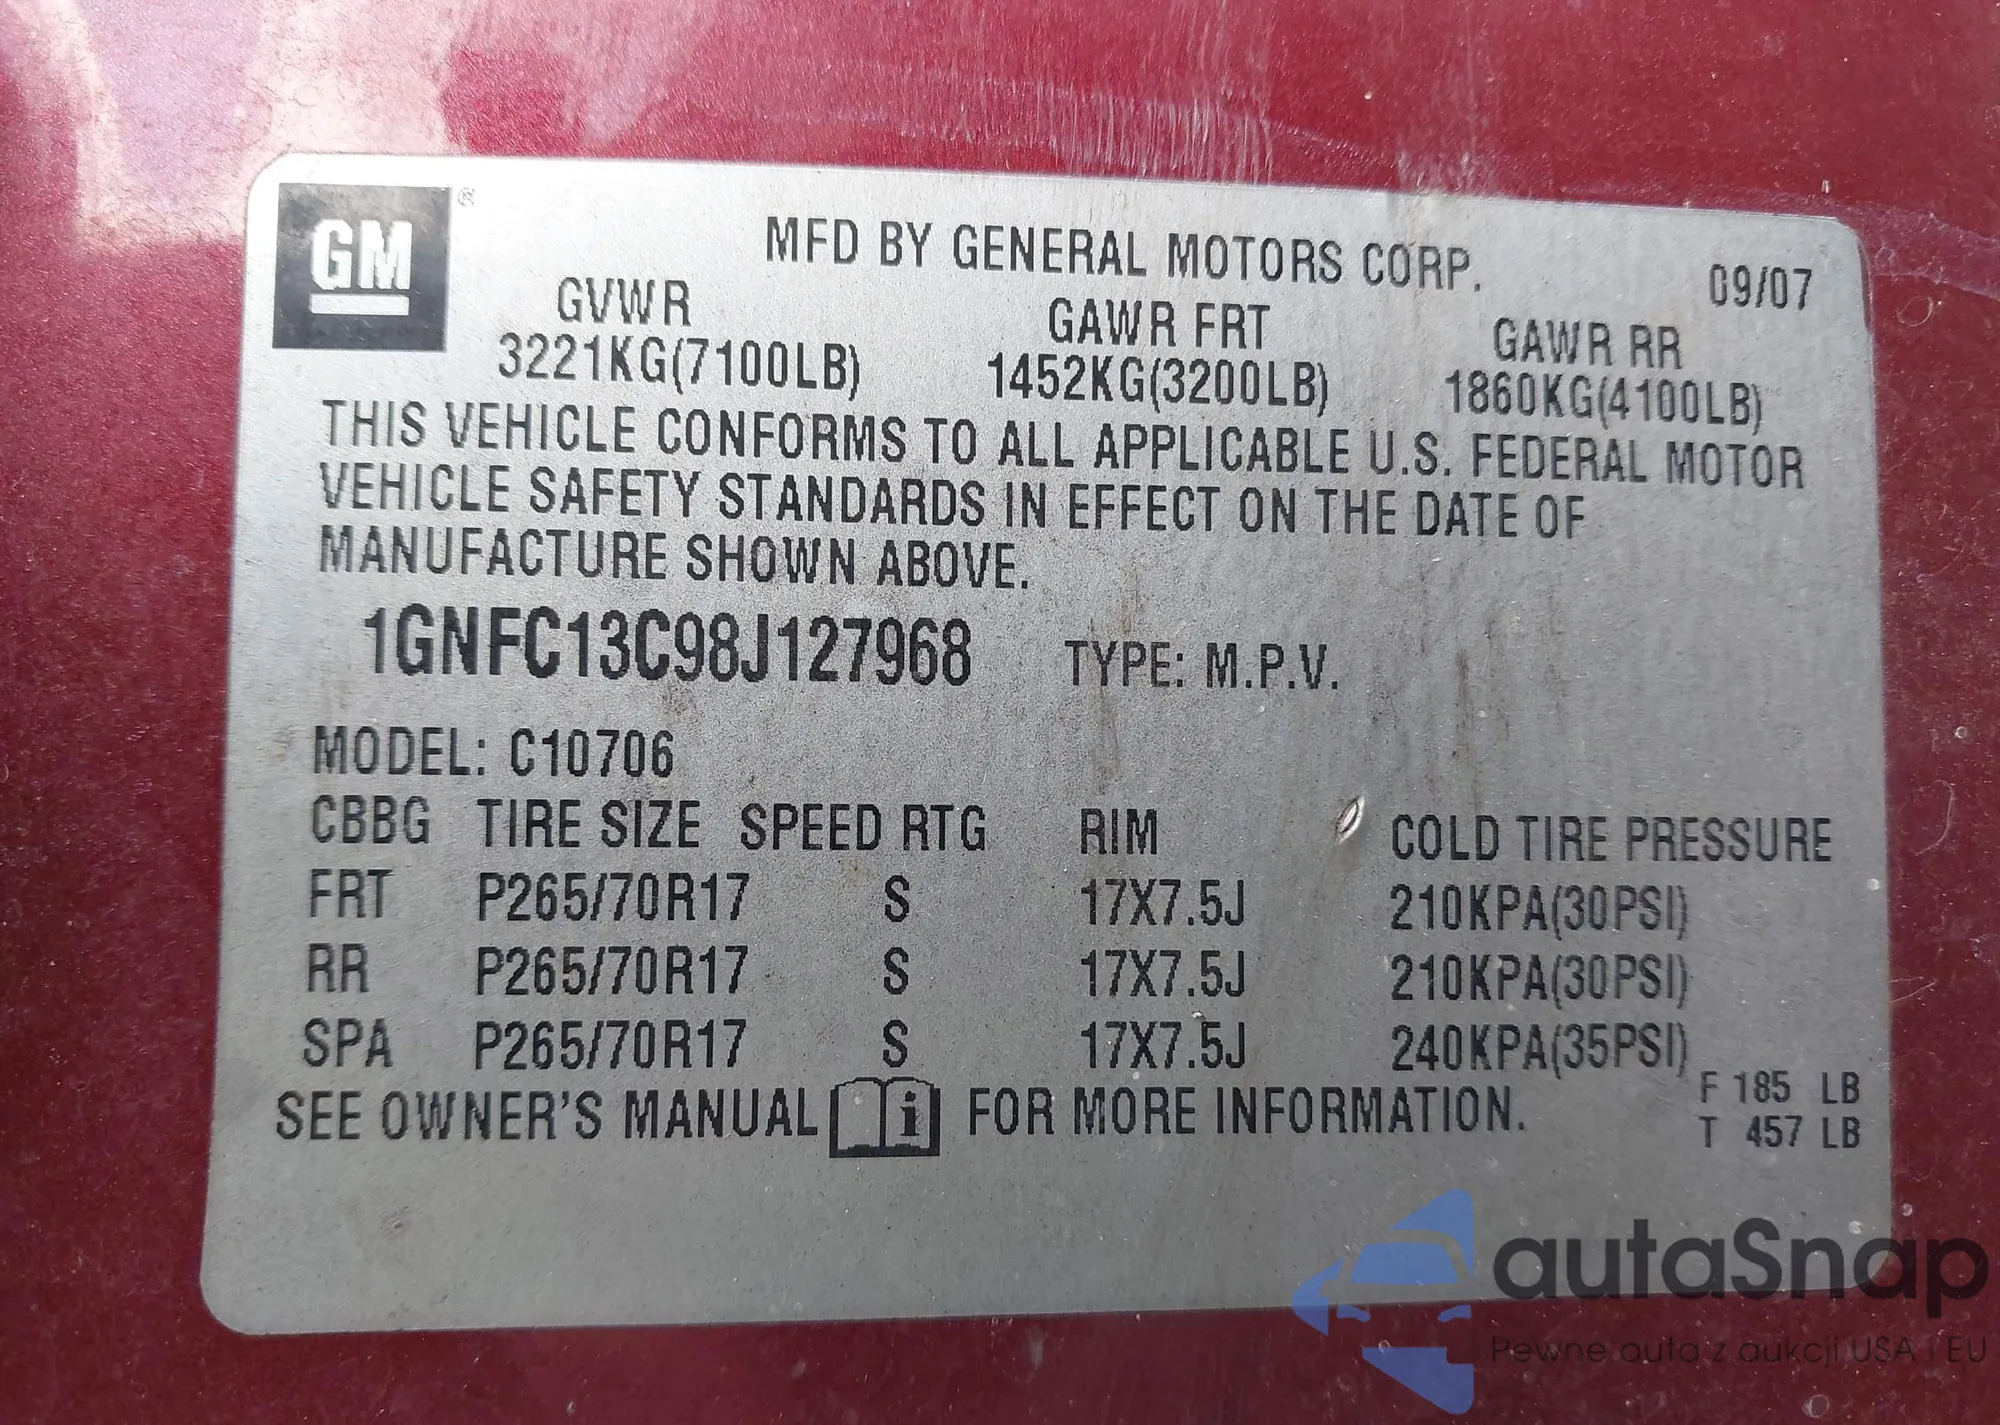 GM ®
MFD BY GENERAL MOTORS CORP. 09/07
GVWR GAWR FRT GAWR RR
3221KG(7100LB) 1452KG(3200LB) 1860KG(4100LB)
THIS VEHICLE CONFORMS TO ALL APPLICABLE U.S. FEDERAL MOTOR
VEHICLE SAFETY STANDARDS IN EFFECT ON THE DATE OF
MANUFACTURE SHOWN ABOVE.
1GNFC13C98J127968 TYPE: M.P.V.
MODEL: C10706
CBBG TIRE SIZE SPEED RTG RIM COLD TIRE PRESSURE
FRT P265/70R17 S 17X7.5J 210KPA(30PSI)
RR P265/70R17 S 17X7.5J 210KPA(30PSI)
SPA P265/70R17 S 17X7.5J 240KPA(35PSI)
SEE OWNER'S MANUAL i FOR MORE INFORMATION.
F 185 LB
T 457 LB
autaSnap
Pewne auta z aukcji USA i EU